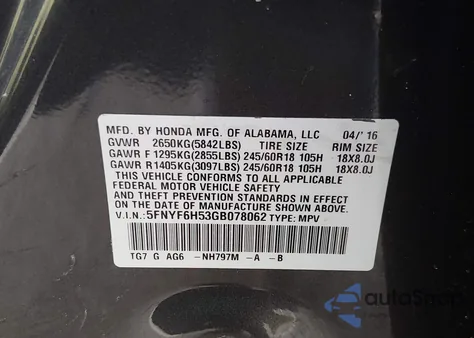 MFD. BY HONDA MFG. OF ALABAMA, LLC 04/'16
GVWR 2650KG(5842LBS) TIRE SIZE RIM SIZE
GAWR F 1295KG(2855LBS) 245/60R18 105H 18X8.0J
GAWR R 1405KG(3097LBS) 245/60R18 105H 18X8.0J
THIS VEHICLE CONFORMS TO ALL APPLICABLE
FEDERAL MOTOR VEHICLE SAFETY, AND THEFT
PREVENTION STANDARDS IN EFFECT ON THE
DATE OF MANUFACTURE SHOWN ABOVE.
V.I.N.:5FNYF6H53GB078062 TYPE: MPV
TG7 G AG6 -NH797M -A -B
autoSnap